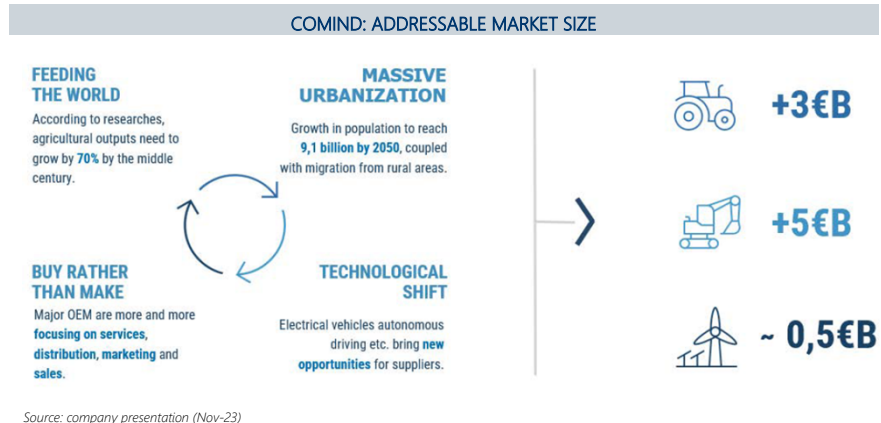 COMIND: ADDRESSABLE MARKET SIZE
FEEDING
THE WORLD
According to researches,
agricultural outputs need to
grow by 70% by the middle
century.
MASSIVE
URBANIZATION
Growth in population to reach
9,1 billion by 2050, coupled
with migration from rural areas.
BUY RATHER
THAN MAKE
Major OEM are more and more
focusing on services,
distribution, marketing and
sales.
TECHNOLOGICAL
SHIFT
Electrical vehicles autonomous
driving etc. bring new
opportunities for suppliers.
+3€B
+5€B
~ 0,5€B
Source: company presentation (Nov-23)